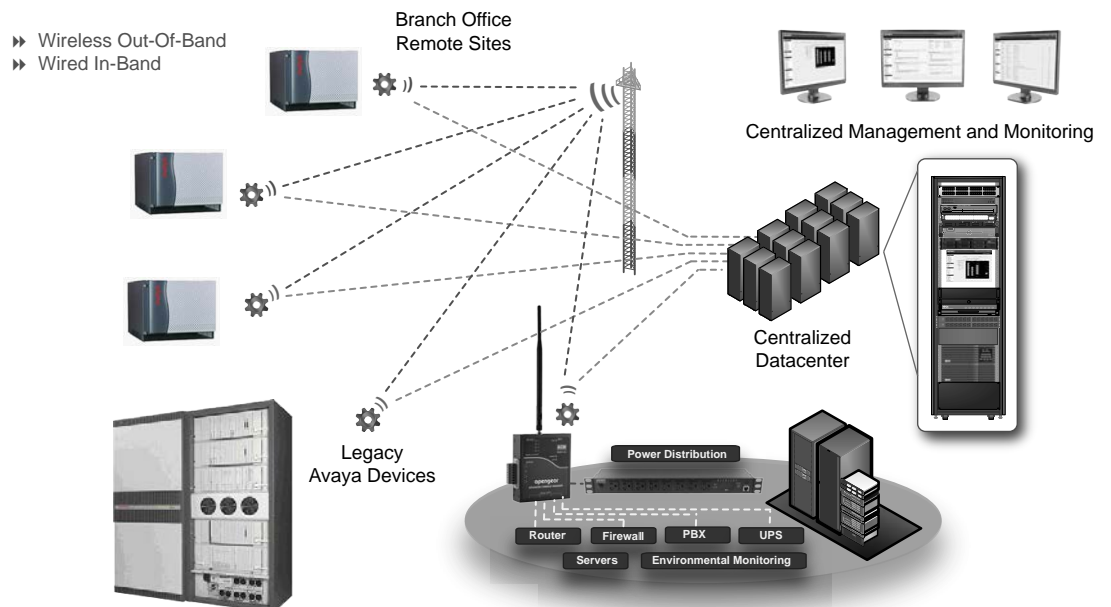 Wireless Out-Of-Band
Wired In-Band
Branch Office
Remote Sites
Centralized Management and Monitoring
Centralized
Datacenter
Legacy
Avaya Devices
Power Distribution
opengear
Router
Firewall
PBX
UPS
Servers
Environmental Monitoring